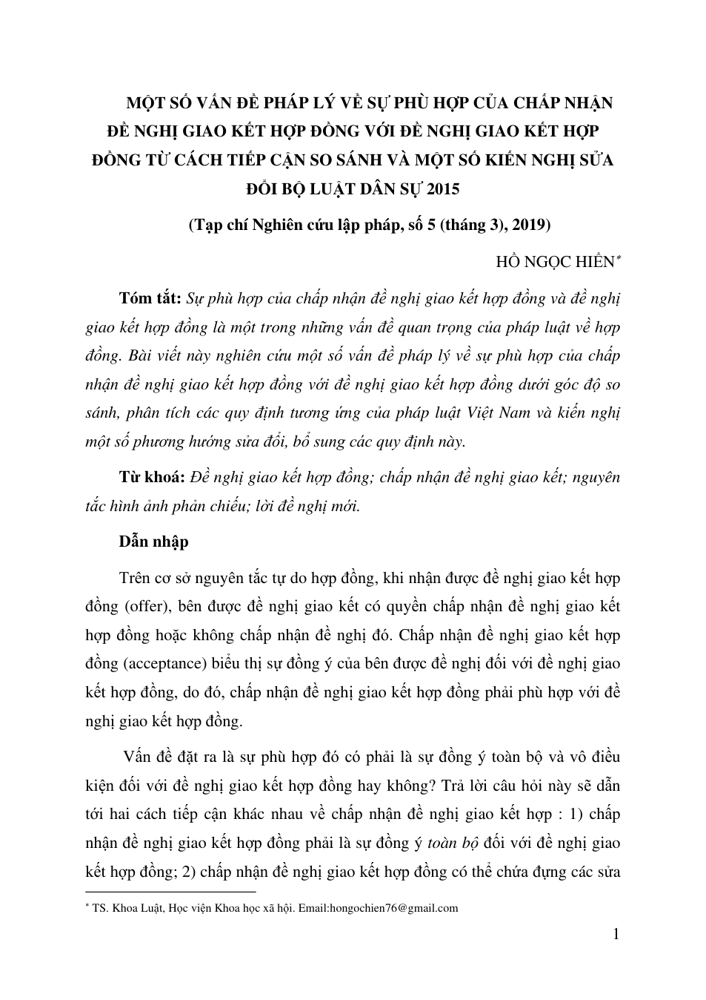 MỘT SỐ VẤN ĐỀ PHÁP LÝ VỀ SỰ PHÙ HỢP CỦA CHẤP NHẬN
ĐỀ NGHỊ GIAO KẾT HỢP ĐỒNG VỚI ĐỀ NGHỊ GIAO KẾT HỢP
ĐỒNG TỪ CÁCH TIẾP CẬN SO SÁNH VÀ MỘT SỐ KIẾN NGHỊ SỬA
ĐỔI BỘ LUẬT DÂN SỰ 2015
(Tạp chí Nghiên cứu lập pháp, số 5 (tháng 3), 2019)
HỒ NGỌC HIỂN*
Tóm tắt: Sự phù hợp của chấp nhận đề nghị giao kết hợp đồng và đề nghị
giao kết hợp đồng là một trong những vấn đề quan trọng của pháp luật về hợp
đồng. Bài viết này nghiên cứu một số vấn đề pháp lý về sự phù hợp của chấp
nhận đề nghị giao kết hợp đồng với đề nghị giao kết hợp đồng dưới góc độ so
sánh, phân tích các quy định tương ứng của pháp luật Việt Nam và kiến nghị
một số phương hướng sửa đổi, bổ sung các quy định này.
Từ khoá: Đề nghị giao kết hợp đồng; chấp nhận đề nghị giao kết; nguyên
tắc hình ảnh phản chiếu; lời đề nghị mới.
Dẫn nhập
Trên cơ sở nguyên tắc tự do hợp đồng, khi nhận được đề nghị giao kết hợp
đồng (offer), bên được đề nghị giao kết có quyền chấp nhận đề nghị giao kết
hợp đồng hoặc không chấp nhận đề nghị đó. Chấp nhận đề nghị giao kết hợp
đồng (acceptance) biểu thị sự đồng ý của bên được đề nghị đối với đề nghị giao
kết hợp đồng, do đó, chấp nhận đề nghị giao kết hợp đồng phải phù hợp với đề
nghị giao kết hợp đồng.
Vấn đề đặt ra là sự phù hợp đó có phải là sự đồng ý toàn bộ và vô điều
kiện đối với đề nghị giao kết hợp đồng hay không? Trả lời câu hỏi này sẽ dẫn
tới hai cách tiếp cận khác nhau về chấp nhận đề nghị giao kết hợp : 1) chấp
nhận đề nghị giao kết hợp đồng phải là sự đồng ý toàn bộ đối với đề nghị giao
kết hợp đồng; 2) chấp nhận đề nghị giao kết hợp đồng có thể chứa đựng các sửa
* TS. Khoa Luật, Học viện Khoa học xã hội. Email:hongochien76@gmail.com
1